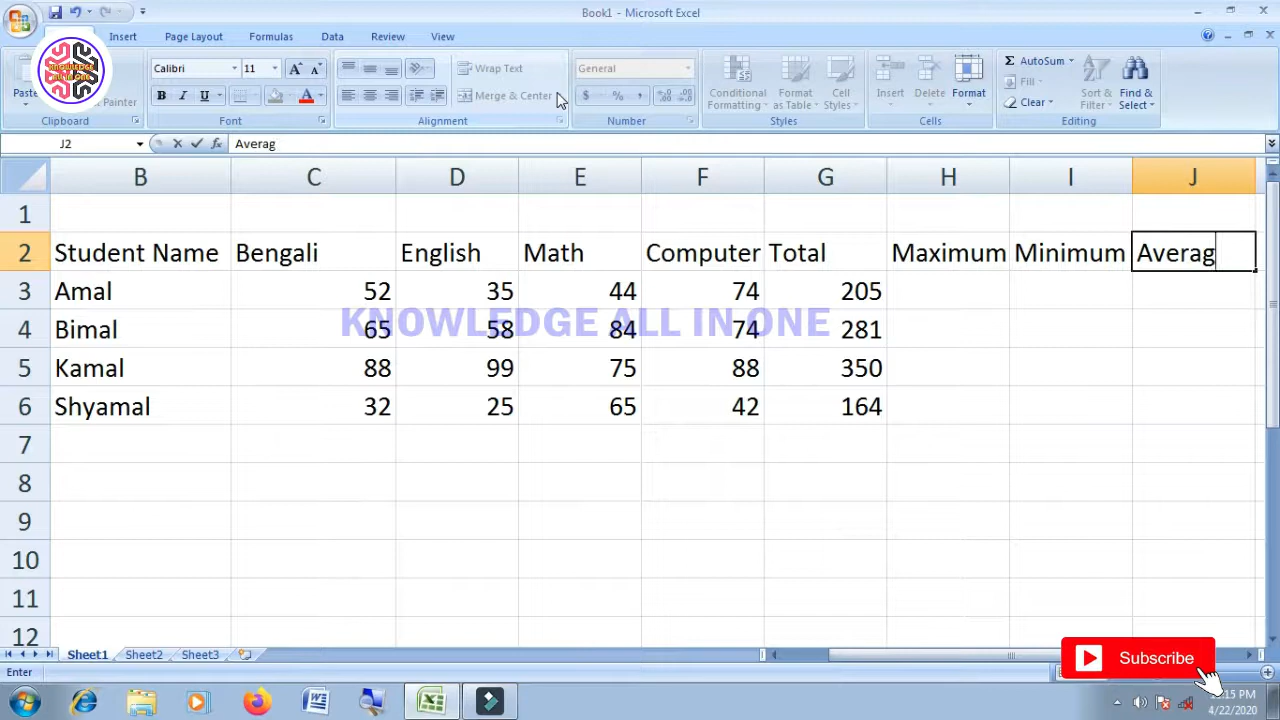 Book1 - Microsoft Excel
Insert Page Layout Formulas Data Review View
Calibri 11 Wrap Text General AutoSum
Fill
Paste Painter Merge & Center $ % , Conditional Formatting Format as Table Cell Styles Insert Delete Format Clear Sort & Filter Find & Select
Clipboard Font Alignment Number Styles Cells Editing
J2 Averag
B C D E F G H I J
1
2 Student Name Bengali English Math Computer Total Maximum Minimum Averag
3 Amal 52 35 44 74 205
KNOWLEDGE ALL IN ONE
4 Bimal 65 58 84 74 281
5 Kamal 88 99 75 88 350
6 Shyamal 32 25 65 42 164
7
8
9
10
11
12
Sheet1 Sheet2 Sheet3
Subscribe
Enter
:15 PM
4/22/2020